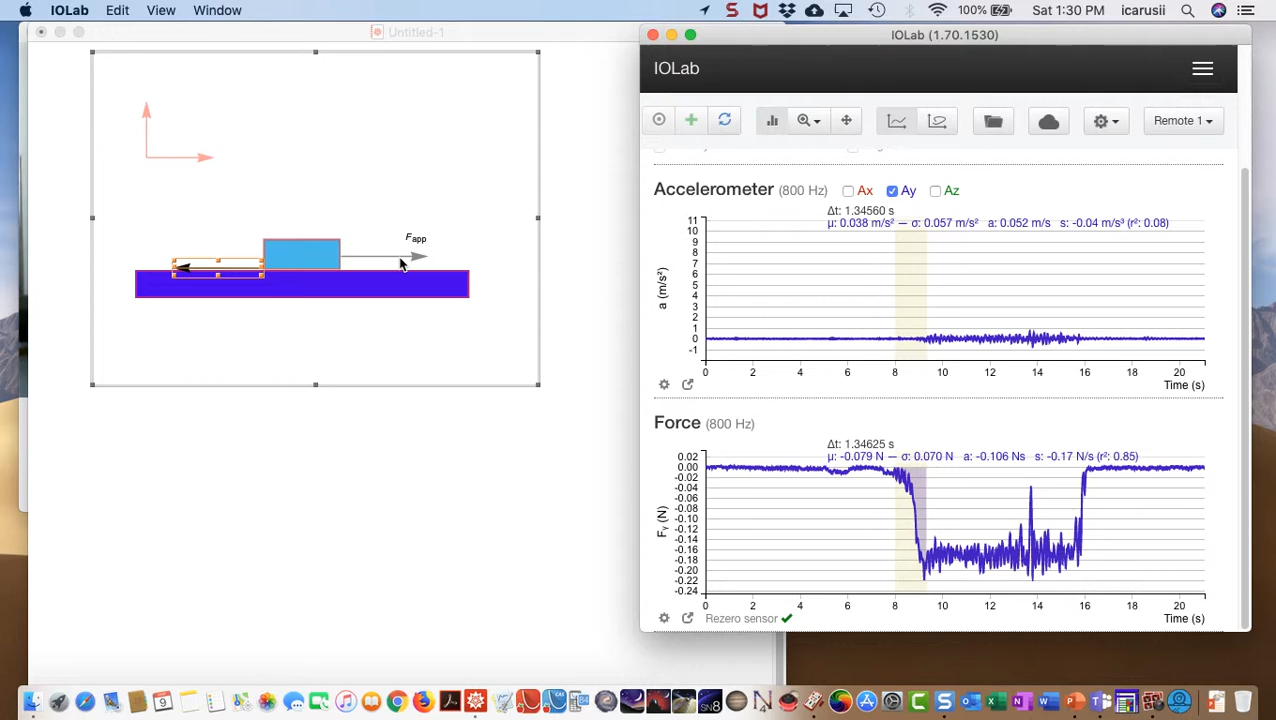 IOLab Edit View Window 100% Sat 1:30 PM icarusii
Untitled-1
IOLab (1.70.1530)
IOLab
Remote 1
Accelerometer (800 Hz) Ax Ay Az
Δt: 1.34560 s
μ: 0.038 m/s² — σ: 0.057 m/s² a: 0.052 m/s s: -0.04 m/s³ (r²: 0.08)
11
10
9
8
7
6
5
4
3
2
1
0
-1
a (m/s²)
0 2 4 6 8 10 12 14 16 18 20
Time (s)
Fapp
Force (800 Hz)
Δt: 1.34625 s
μ: -0.079 N — σ: 0.070 N a: -0.106 Ns s: -0.17 N/s (r²: 0.85)
0.02
0.00
-0.02
-0.04
-0.06
-0.08
-0.10
-0.12
-0.14
-0.16
-0.18
-0.20
-0.22
-0.24
Fy (N)
0 2 4 6 8 10 12 14 16 18 20
Rezero sensor Time (s)